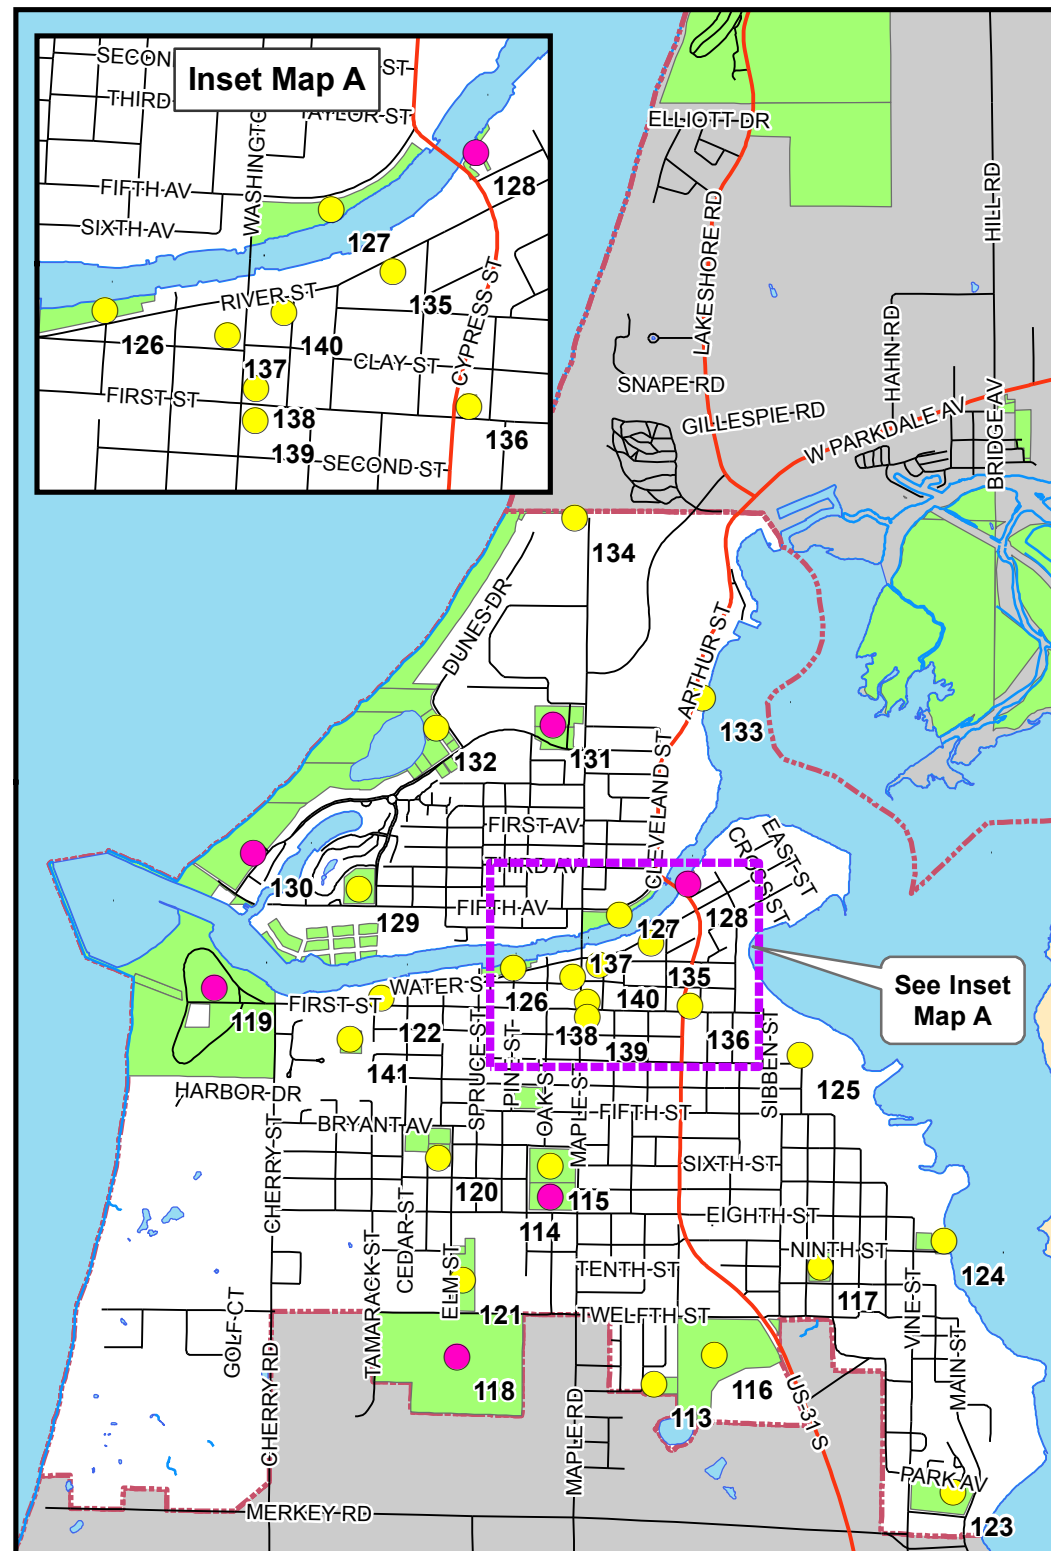 Inset Map A
SECON
ST
THIRD
TAYLOR ST
WASHINGTO
FIFTH AV
SIXTH AV
128
127
RIVER ST
135
126
140
CLAY ST
CYPRESS ST
137
FIRST ST
138
136
139
SECOND ST
ELLIOTT DR
LAKESHORE RD
HILL RD
HAHN RD
SNAPE RD
GILLESPIE RD
W PARKDALE AV
BRIDGE AV
134
DUNES DR
ARTHUR ST
133
132
131
CLEVELAND ST
FIRST AV
EAST ST
CROSS ST
THIRD AV
130
FIFTH AV
129
127
128
137
135
WATER S
126
140
See Inset
Map A
FIRST ST
119
122
138
139
136
141
SPRUCE ST
PINE ST
SIBBEN S
125
HARBOR DR
OAK S
MAPLE S
FIFTH ST
BRYANT AV
CHERRY ST
SIXTH ST
120
115
114
EIGHTH ST
CEDAR ST
NINTH ST
124
TAMARACK ST
ELM ST
TENTH ST
117
121
TWELFTH ST
VINE ST
GOLF CT
118
116
MAIN ST
113
CHERRY RD
MAPLE RD
US-31 S
PARK AV
MERKEY RD
123